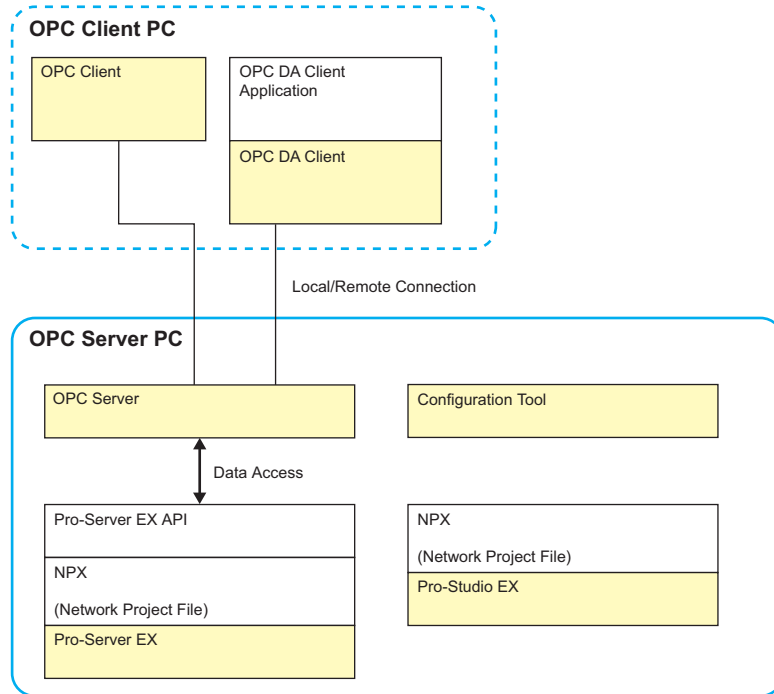 OPC Client PC
OPC Client
OPC DA Client
Application
OPC DA Client
Local/Remote Connection
OPC Server PC
OPC Server
Configuration Tool
Data Access
Pro-Server EX API
NPX
(Network Project File)
Pro-Server EX
NPX
(Network Project File)
Pro-Studio EX